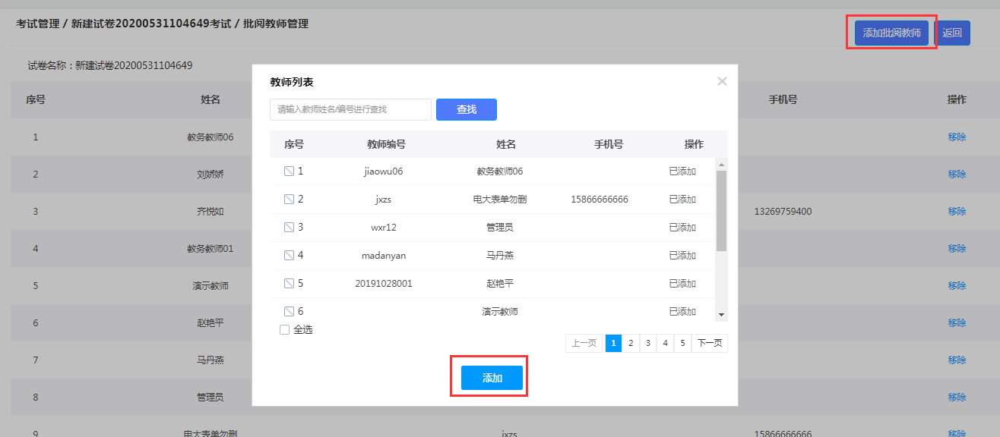 考试管理 / 新建试卷20200531104649考试 / 批阅教师管理
添加批阅教师 返回
试卷名称：新建试卷20200531104649
序号 姓名 手机号 操作
1 教务教师06 移除
2 刘娇娇 移除
3 齐悦如 13269759400 移除
4 教务教师01 移除
5 演示教师 移除
6 赵艳平 移除
7 马丹燕 移除
8 管理员 移除
9 电大表单勿删 jxzs 15866666666 移除
教师列表 ×
请输入教师姓名/编号进行查找 查找
序号 教师编号 姓名 手机号 操作
1 jiaowu06 教务教师06 已添加
2 jxzs 电大表单勿删 15866666666 已添加
3 wxr12 管理员 已添加
4 madanyan 马丹燕 已添加
5 20191028001 赵艳平 已添加
6 演示教师 已添加
全选
上一页 1 2 3 4 5 下一页
添加